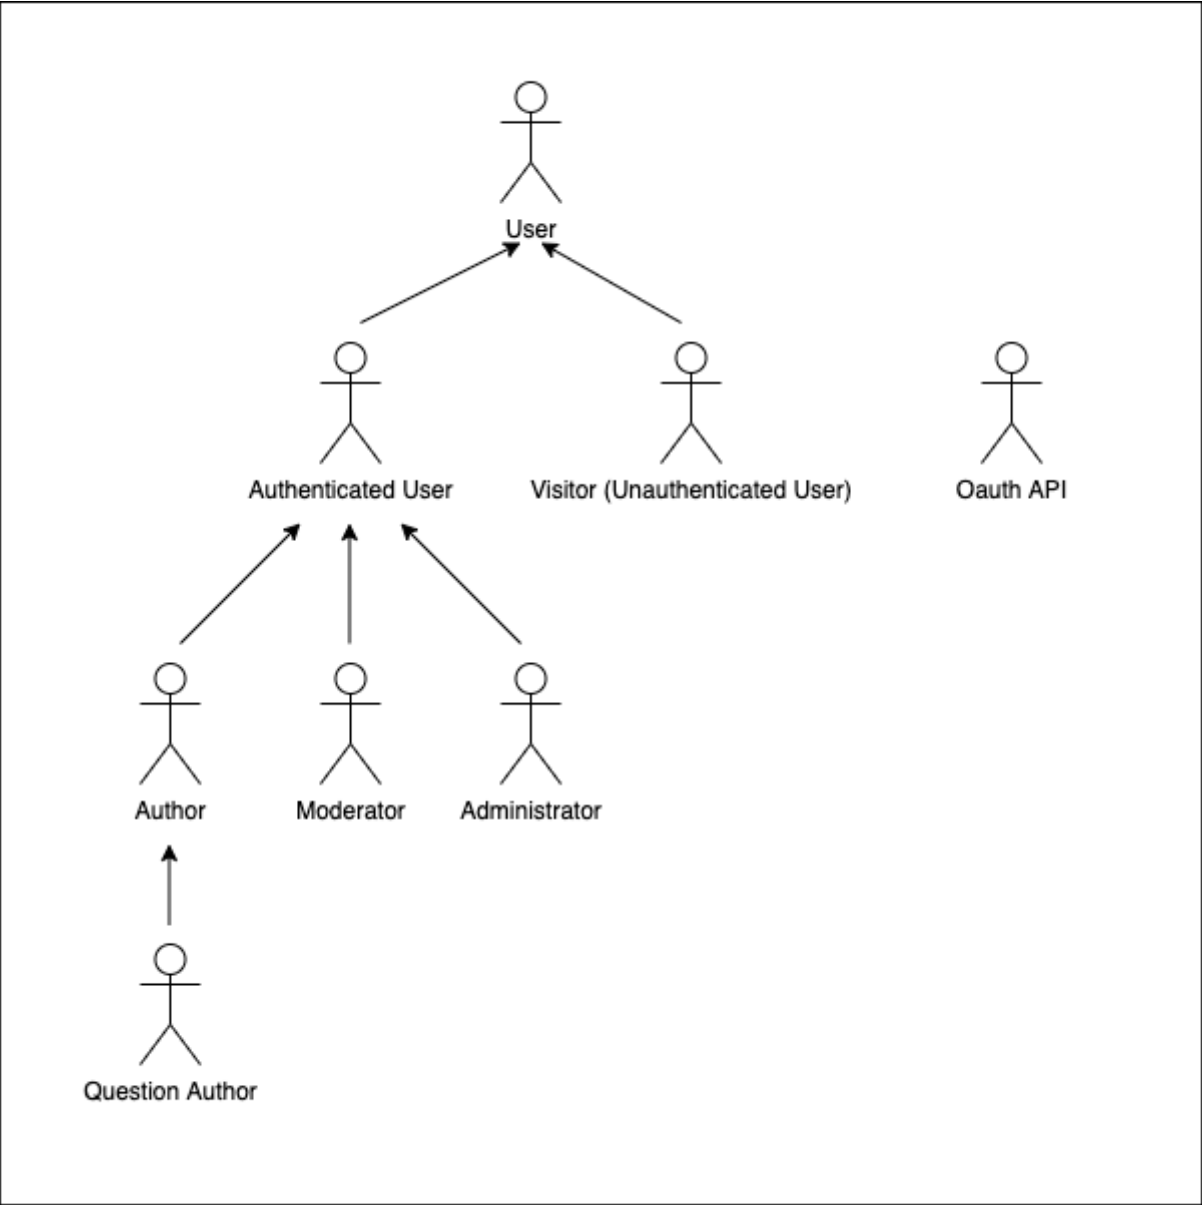 User
Authenticated User
Visitor (Unauthenticated User)
Oauth API
Author
Moderator
Administrator
Question Author